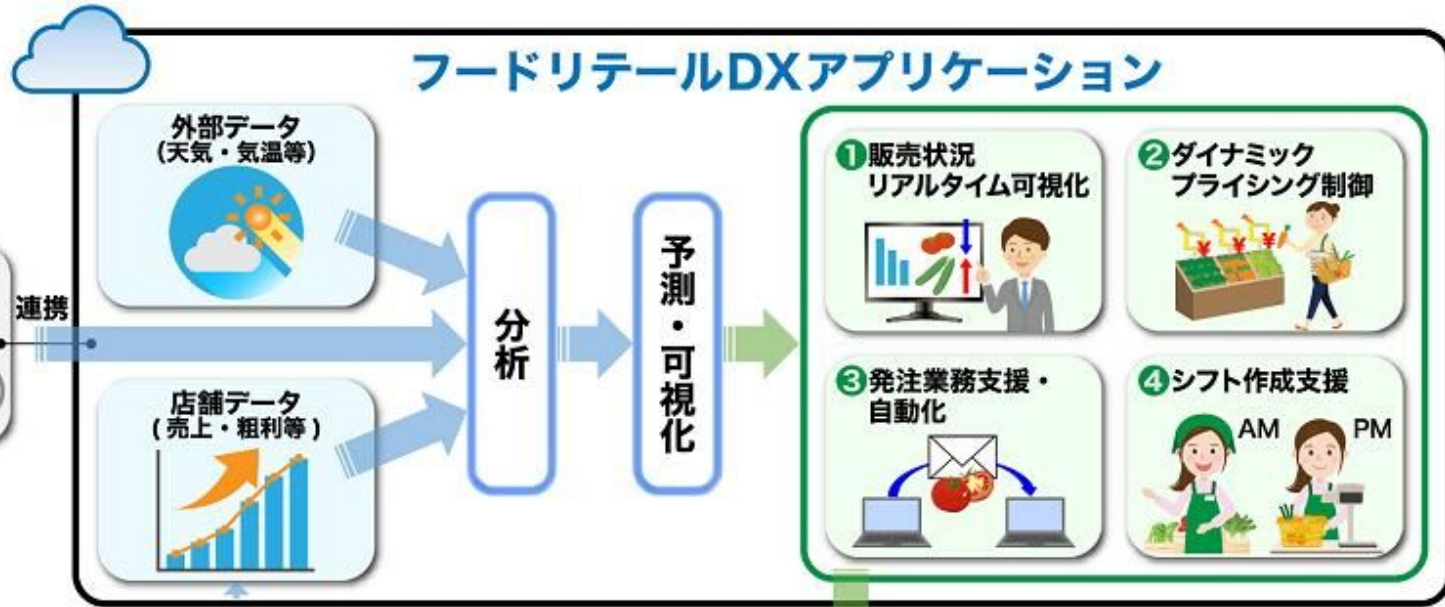 フードリテールDXアプリケーション
外部データ
(天気・気温等)
連携
店舗データ
(売上・粗利等)
分析
予測・可視化
❶販売状況
リアルタイム可視化
❷ダイナミック
プライシング制御
¥ ¥ ¥
❸発注業務支援・
自動化
❹シフト作成支援
AM
PM